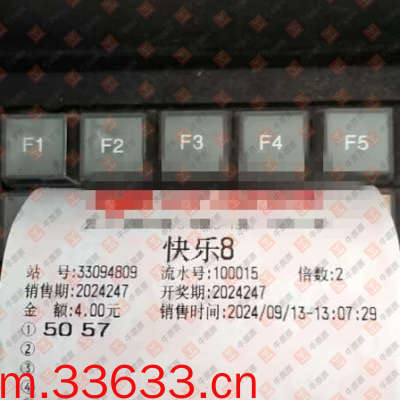 F1 F2 F3 F4 F5
快乐8
站 号:33094809 流水号:100015 倍数:2
销售期:2024247 开奖期:2024247
金 额:4.00元 销售时间:2024/09/13-13:07:29
① 50 57
②
③
m.33633.cn